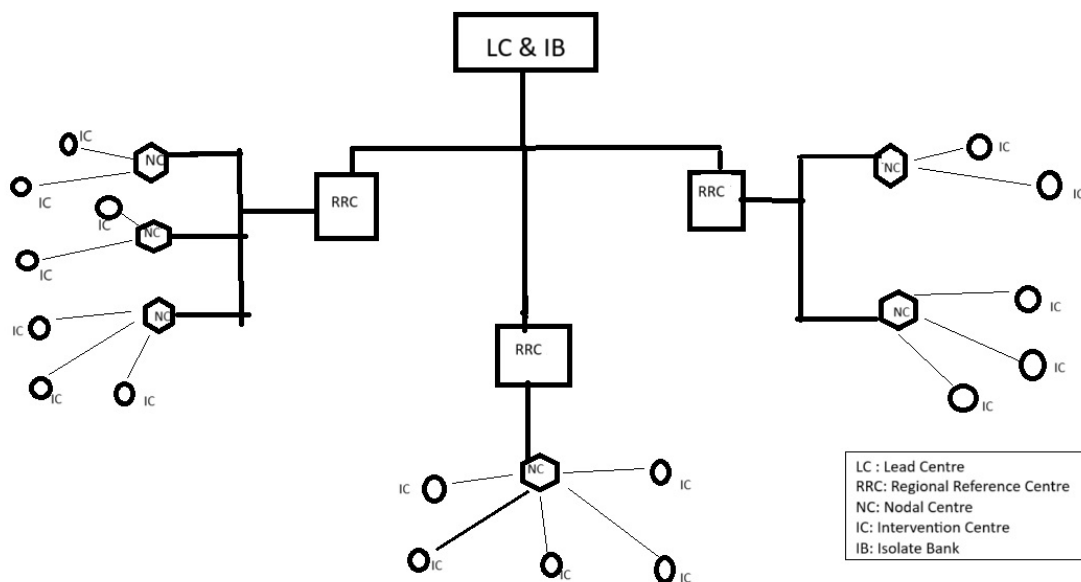 LC & IB
RRC
RRC
RRC
NC
IC
IC
NC
IC
IC
NC
IC
IC
IC
NC
IC
IC
NC
IC
IC
IC
NC
IC
IC
IC
IC
IC
LC : Lead Centre
RRC: Regional Reference Centre
NC: Nodal Centre
IC: Intervention Centre
IB: Isolate Bank